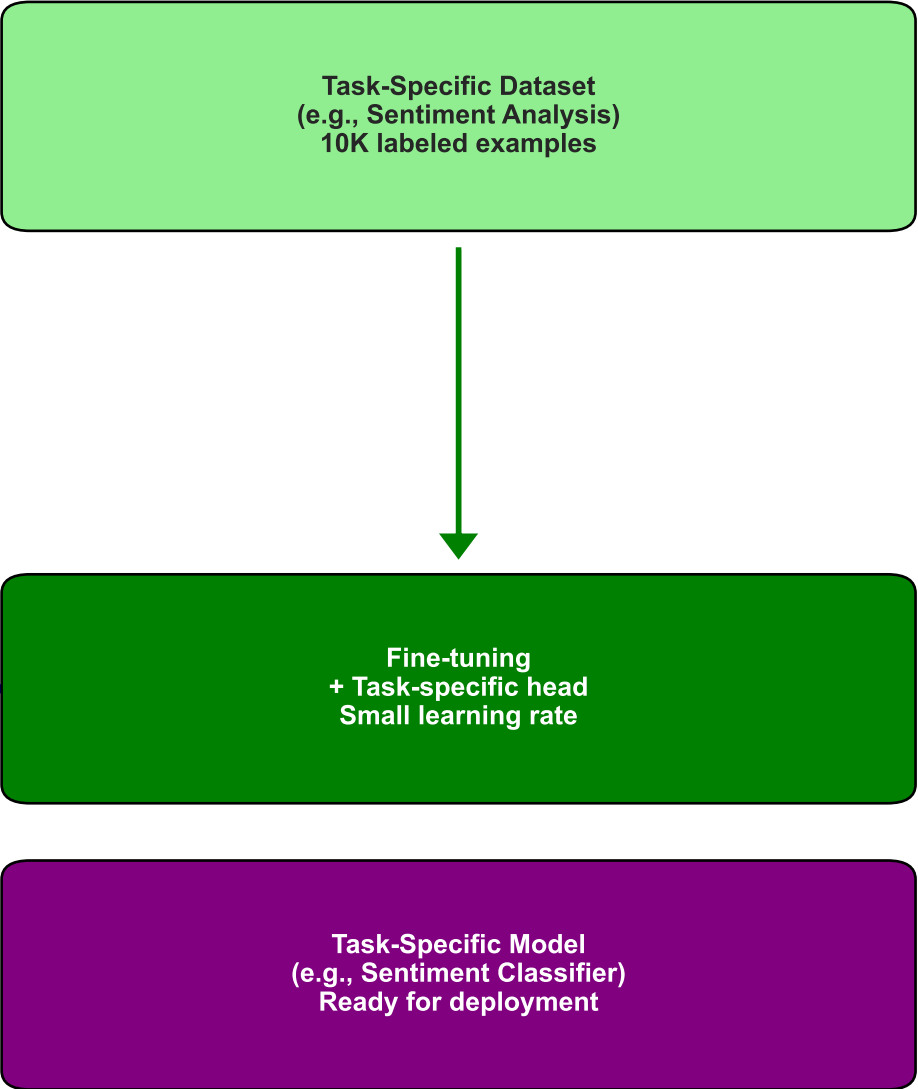 Task-Specific Dataset
(e.g., Sentiment Analysis)
10K labeled examples
Fine-tuning
+ Task-specific head
Small learning rate
Task-Specific Model
(e.g., Sentiment Classifier)
Ready for deployment